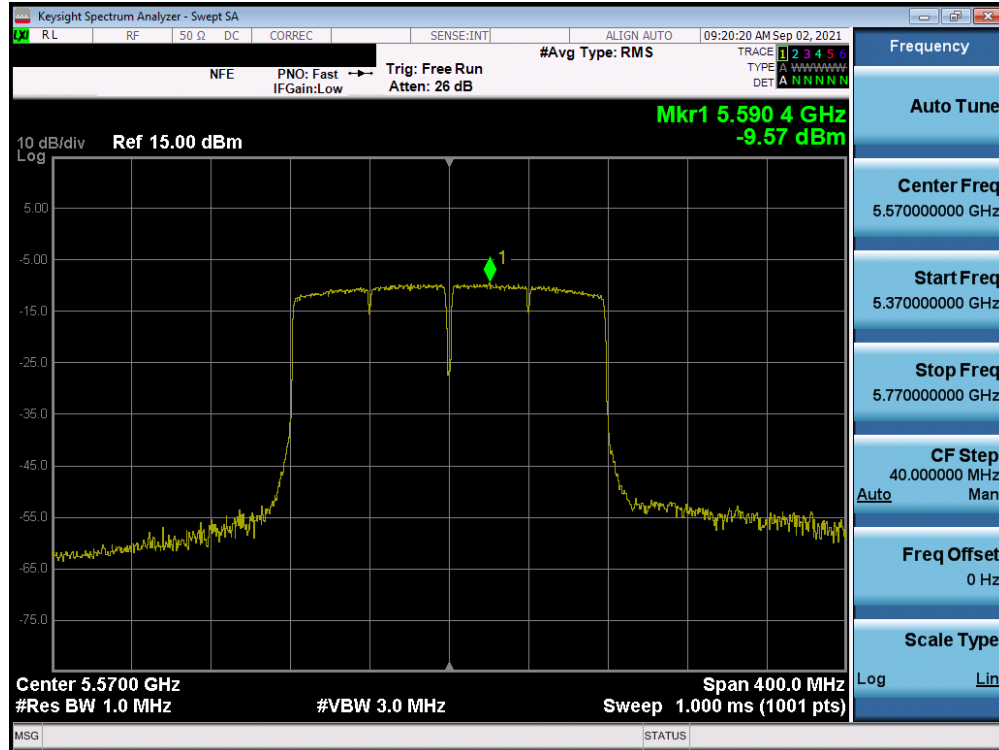 Keysight Spectrum Analyzer - Swept SA
LXI RL RF 50 Ω DC CORREC SENSE:INT ALIGN AUTO 09:20:20 AM Sep 02, 2021
NFE PNO: Fast Trig: Free Run #Avg Type: RMS TRACE 1 2 3 4 5 6
IFGain:Low Atten: 26 dB TYPE A WWWWW
DET A N N N N N
Mkr1 5.590 4 GHz
-9.57 dBm
10 dB/div Ref 15.00 dBm
Log
5.00
1
-5.00
-15.0
-25.0
-35.0
-45.0
-55.0
-65.0
-75.0
Center 5.5700 GHz Span 400.0 MHz
#Res BW 1.0 MHz #VBW 3.0 MHz Sweep 1.000 ms (1001 pts)
MSG STATUS
Frequency
Auto Tune
Center Freq
5.570000000 GHz
Start Freq
5.370000000 GHz
Stop Freq
5.770000000 GHz
CF Step
40.000000 MHz
Auto Man
Freq Offset
0 Hz
Scale Type
Log Lin